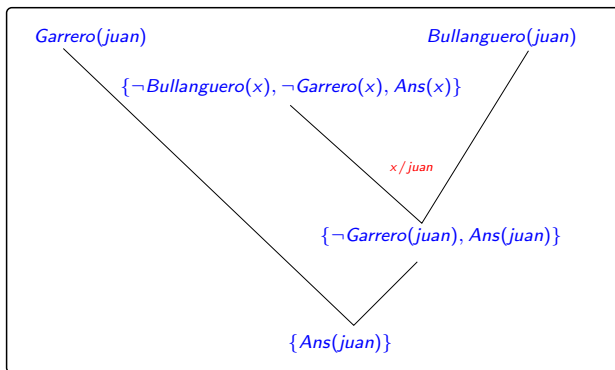 Garrero(juan)
Bullanguero(juan)
{¬Bullanguero(x), ¬Garrero(x), Ans(x)}
x/juan
{¬Garrero(juan), Ans(juan)}
{Ans(juan)}